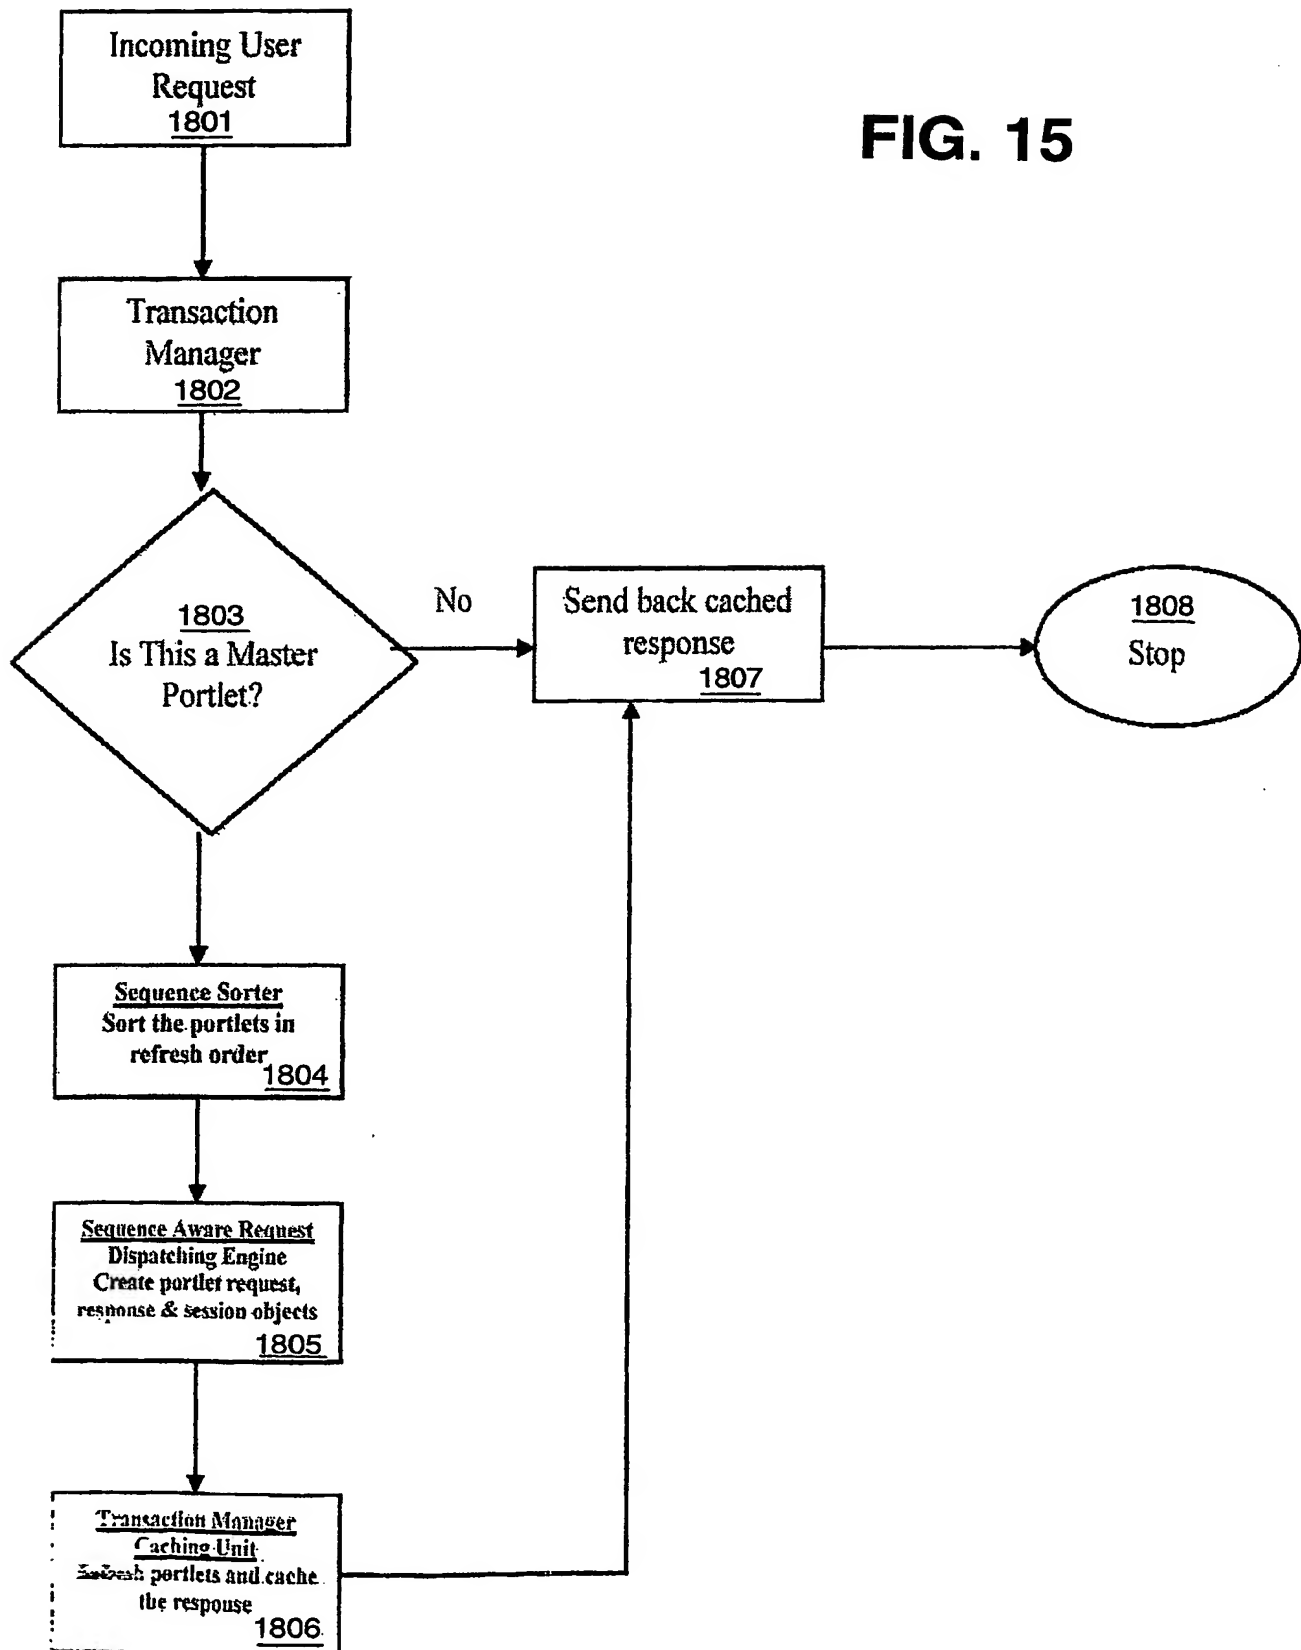 Incoming User
Request
1801
FIG. 15
Transaction
Manager
1802
1803
Is This a Master
Portlet?
No
Send back cached
response
1807
1808
Stop
Sequence Sorter
Sort the portlets in
refresh order
1804
Sequence Aware Request
Dispatching Engine
Create portlet request,
response & session objects
1805
Transaction Manager
Caching Unit
Refresh portlets and cache
the response
1806